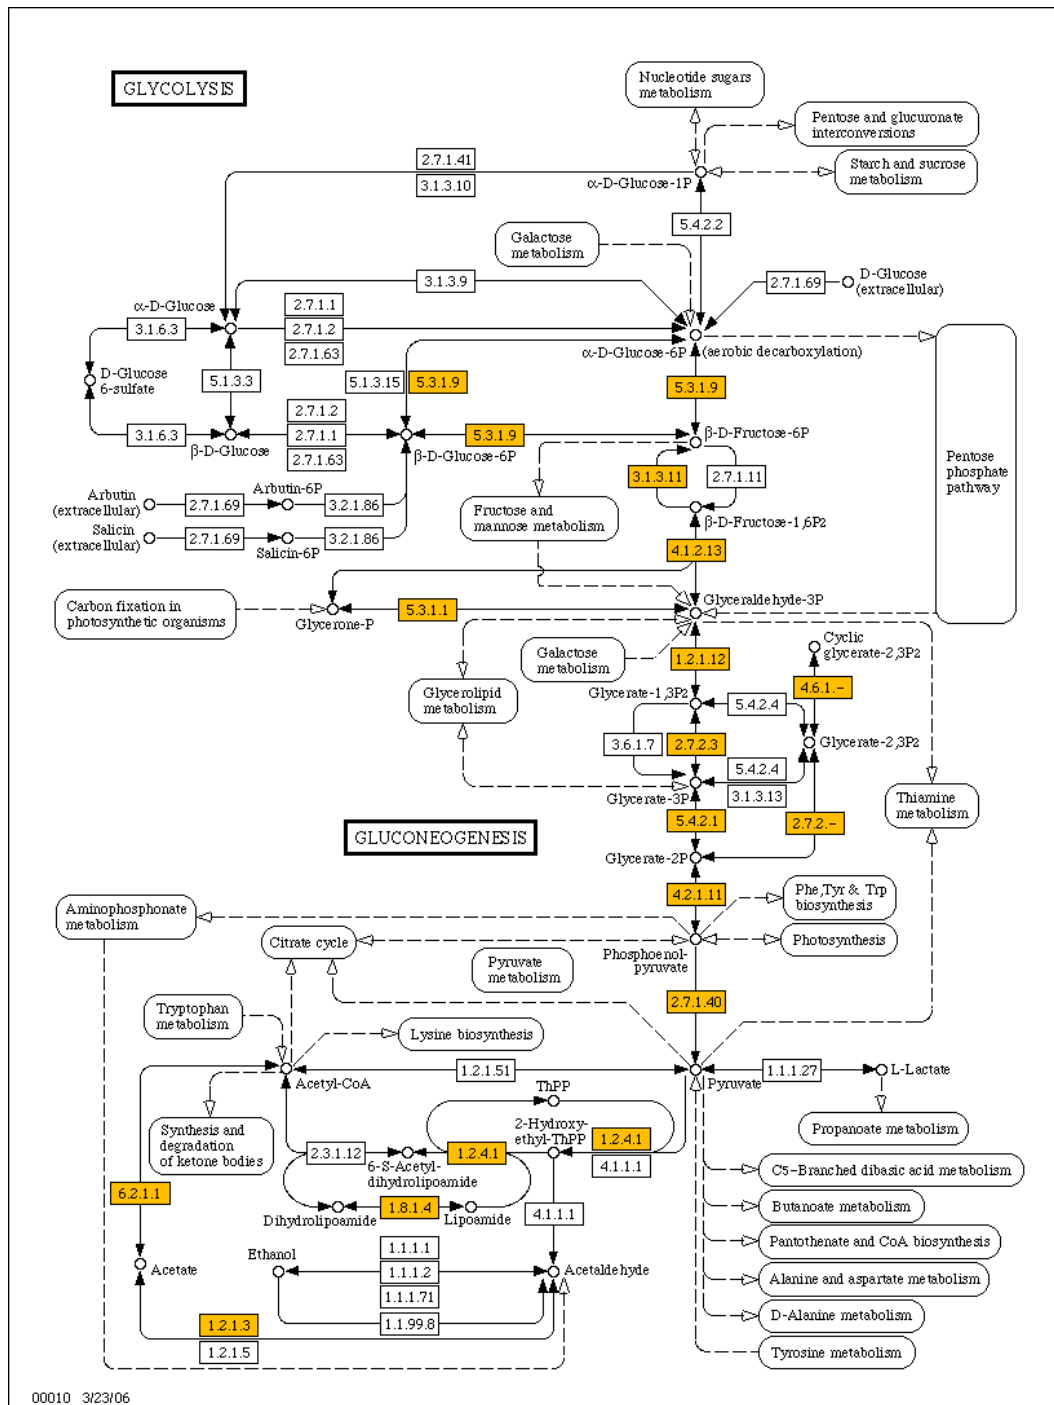 GLYCOLYSIS
Nucleotide sugars
metabolism
Pentose and glucuronate
interconversions
Starch and sucrose
metabolism
2.7.1.41
3.1.3.10
α-D-Glucose-1P
5.4.2.2
Galactose
metabolism
3.1.3.9
2.7.1.69
D-Glucose
(extracellular)
α-D-Glucose
2.7.1.1
3.1.6.3
2.7.1.2
2.7.1.63
α-D-Glucose-6P
(aerobic decarboxylation)
D-Glucose
6-sulfate
5.1.3.3
5.1.3.15
5.3.1.9
5.3.1.9
3.1.6.3
β-D-Glucose
2.7.1.2
2.7.1.1
2.7.1.63
5.3.1.9
β-D-Glucose-6P
β-D-Fructose-6P
Pentose
phosphate
pathway
3.1.3.11
2.7.1.11
Arbutin
(extracellular)
2.7.1.69
Arbutin-6P
3.2.1.86
Salicin
(extracellular)
2.7.1.69
Salicin-6P
3.2.1.86
Fructose and
mannose metabolism
β-D-Fructose-1,6P2
4.1.2.13
Carbon fixation in
photosynthetic organisms
Glycerone-P
5.3.1.1
Glyceraldehyde-3P
Galactose
metabolism
1.2.1.12
Cyclic
glycerate-2,3P2
Glycerolipid
metabolism
Glycerate-1,3P2
4.6.1.-
5.4.2.4
3.6.1.7
2.7.2.3
Glycerate-2,3P2
5.4.2.4
3.1.3.13
Glycerate-3P
Thiamine
metabolism
GLUCONEOGENESIS
5.4.2.1
2.7.2.-
Glycerate-2P
4.2.1.11
Phe,Tyr & Trp
biosynthesis
Aminophosphonate
metabolism
Citrate cycle
Pyruvate
metabolism
Phosphoenol-
pyruvate
Photosynthesis
2.7.1.40
Tryptophan
metabolism
Lysine biosynthesis
Acetyl-CoA
1.2.1.51
Pyruvate
1.1.1.27
L-Lactate
ThPP
Synthesis and
degradation
of ketone bodies
2-Hydroxy-
ethyl-ThPP
Propanoate metabolism
2.3.1.12
6-S-Acetyl-
dihydrolipoamide
1.2.4.1
1.2.4.1
4.1.1.1
C5-Branched dibasic acid metabolism
6.2.1.1
Dihydrolipoamide
1.8.1.4
Lipoamide
4.1.1.1
Butanoate metabolism
Pantothenate and CoA biosynthesis
Ethanol
1.1.1.1
1.1.1.2
1.1.1.71
1.1.99.8
Acetate
Acetaldehyde
Alanine and aspartate metabolism
D-Alanine metabolism
1.2.1.3
1.2.1.5
Tyrosine metabolism
00010 3/23/06